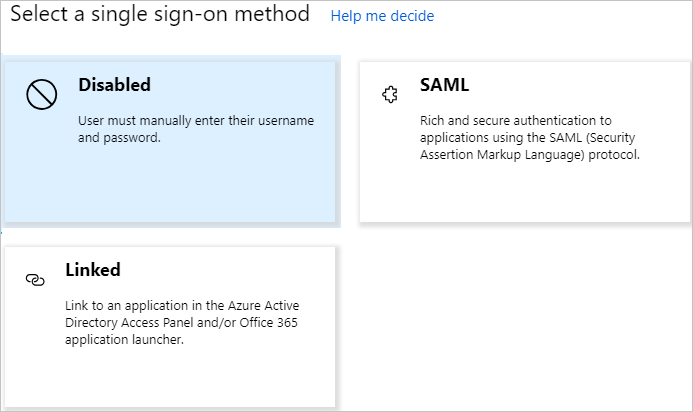 Select a single sign-on method Help me decide
Disabled
User must manually enter their username
and password.
SAML
Rich and secure authentication to
applications using the SAML (Security
Assertion Markup Language) protocol.
Linked
Link to an application in the Azure Active
Directory Access Panel and/or Office 365
application launcher.